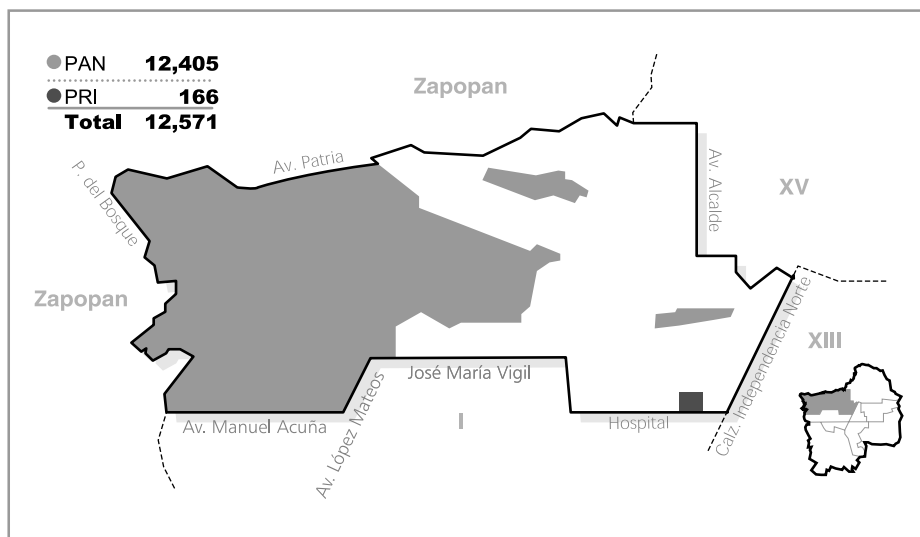 PAN 12,405
PRI 166
Total 12,571
Zapopan
Av. Patria
P. del Bosque
Av. Alcalde
XV
Zapopan
Calz. Independencia Norte
XIII
José María Vigil
Av. López Mateos
Av. Manuel Acuña
I
Hospital